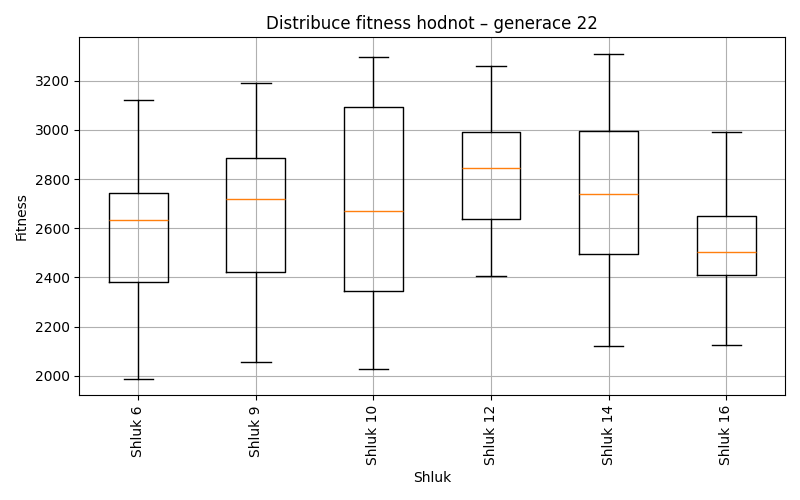 Distribuce fitness hodnot – generace 22
Fitness
3200
3000
2800
2600
2400
2200
2000
Shluk 6
Shluk 9
Shluk 10
Shluk 12
Shluk 14
Shluk 16
Shluk